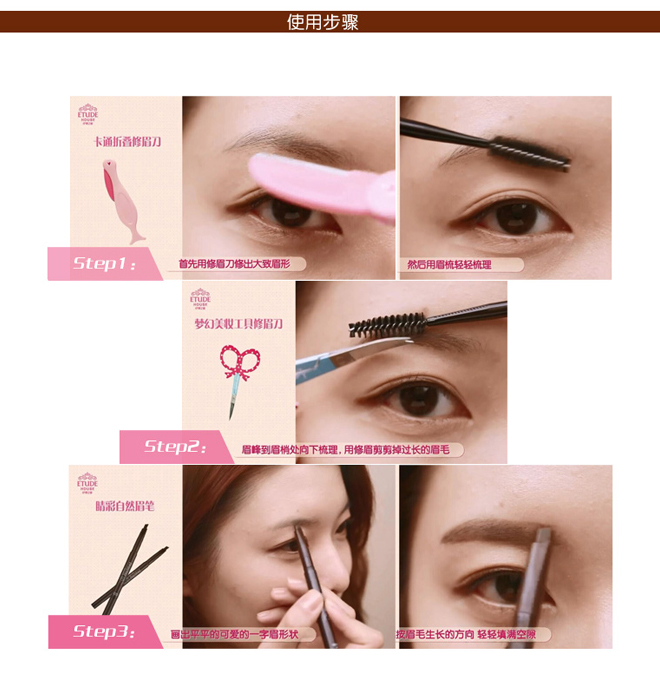 使用步骤
ETUDE
HOUSE
卡通折叠修眉刀
Step1:
首先用修眉刀修出大致眉形
然后用眉梳轻轻梳理
ETUDE
HOUSE
梦幻美妆工具修眉刀
Step2:
眉峰到眉梢处向下梳理,用修眉剪剪掉过长的眉毛
ETUDE
HOUSE
睛彩自然眉笔
Step3:
画出平平的可爱的一字眉形状
按眉毛生长的方向 轻轻填满空隙